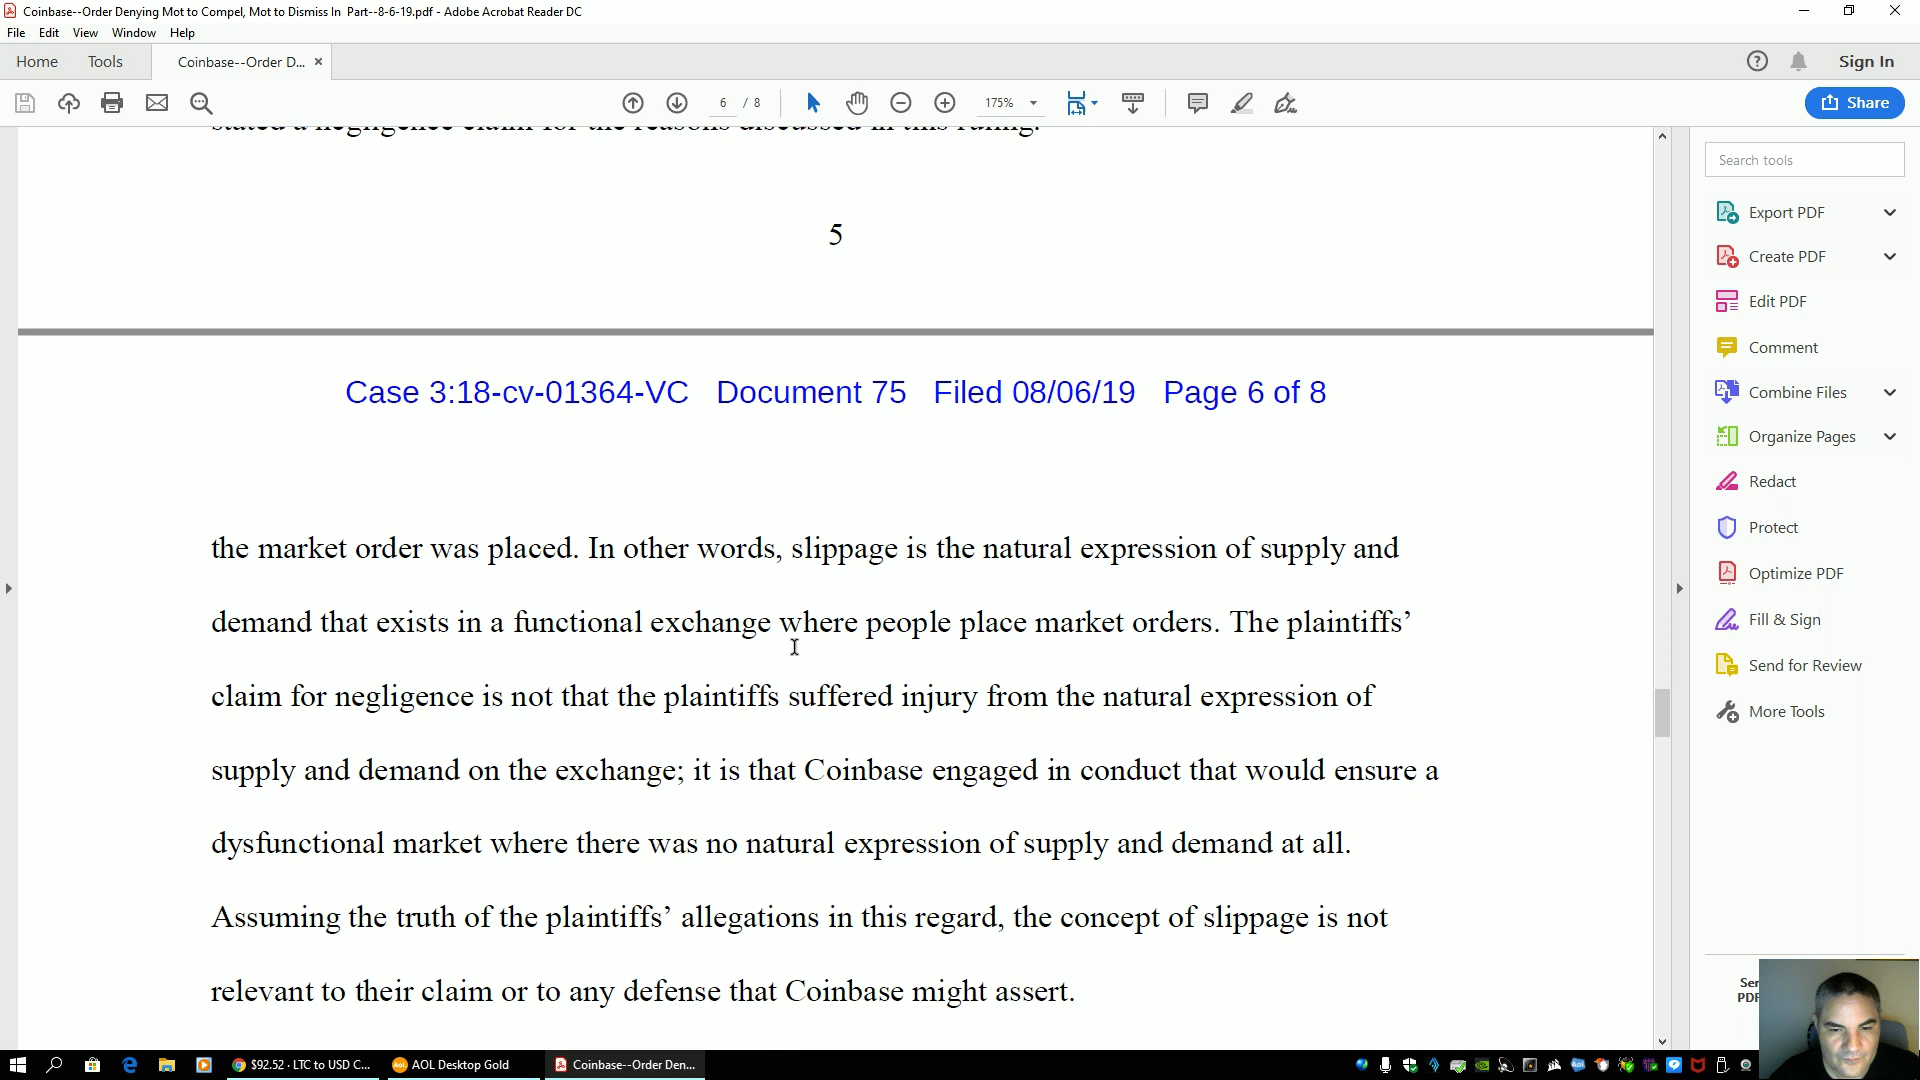 Coinbase--Order Denying Mot to Compel, Mot to Dismiss In Part--8-6-19.pdf - Adobe Acrobat Reader DC
File Edit View Window Help
Home Tools Coinbase--Order D... × Sign In
6 / 8 175% Share
stated a negligence claim for the reasons discussed in this ruling.
5
Case 3:18-cv-01364-VC Document 75 Filed 08/06/19 Page 6 of 8
the market order was placed. In other words, slippage is the natural expression of supply and
demand that exists in a functional exchange where people place market orders. The plaintiffs’
claim for negligence is not that the plaintiffs suffered injury from the natural expression of
supply and demand on the exchange; it is that Coinbase engaged in conduct that would ensure a
dysfunctional market where there was no natural expression of supply and demand at all.
Assuming the truth of the plaintiffs’ allegations in this regard, the concept of slippage is not
relevant to their claim or to any defense that Coinbase might assert.
Search tools
Export PDF
Create PDF
Edit PDF
Comment
Combine Files
Organize Pages
Redact
Protect
Optimize PDF
Fill & Sign
Send for Review
More Tools
$92.52 · LTC to USD C... AOL Desktop Gold Coinbase--Order Den...